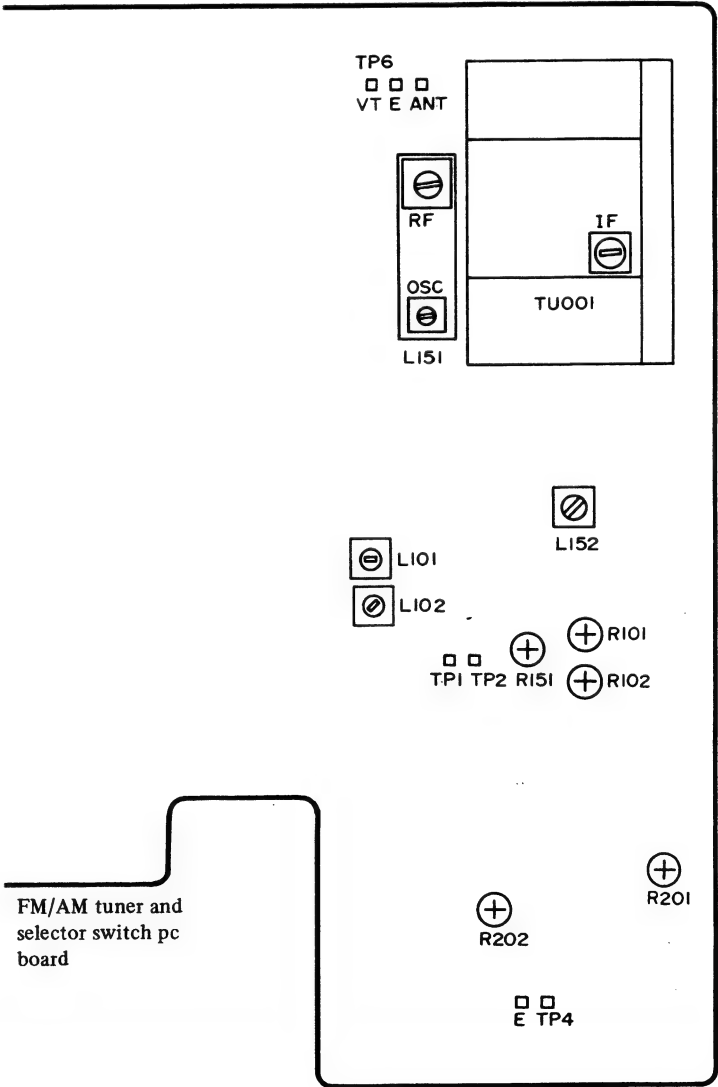 TP6
VT E ANT
RF
IF
OSC
TU001
L151
L152
L101
L102
R101
TP1 TP2 R151
R102
R201
R202
FM/AM tuner and
selector switch pc
board
E TP4